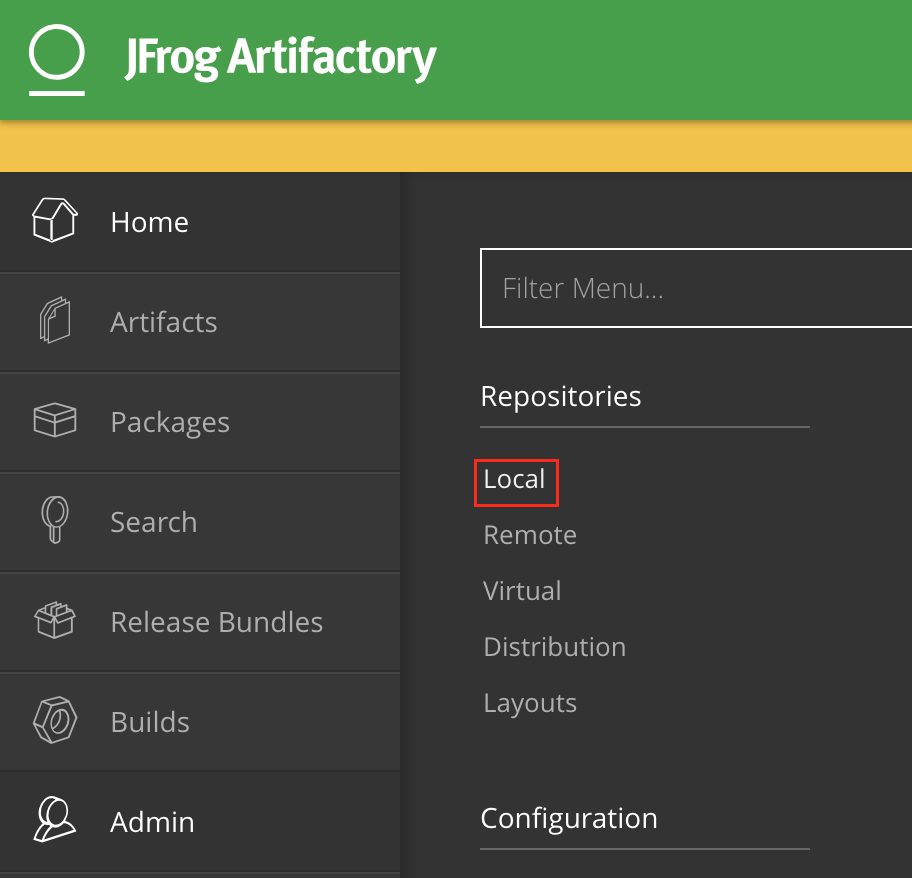 JFrog Artifactory
Home
Artifacts
Packages
Search
Release Bundles
Builds
Admin
Filter Menu...
Repositories
Local
Remote
Virtual
Distribution
Layouts
Configuration